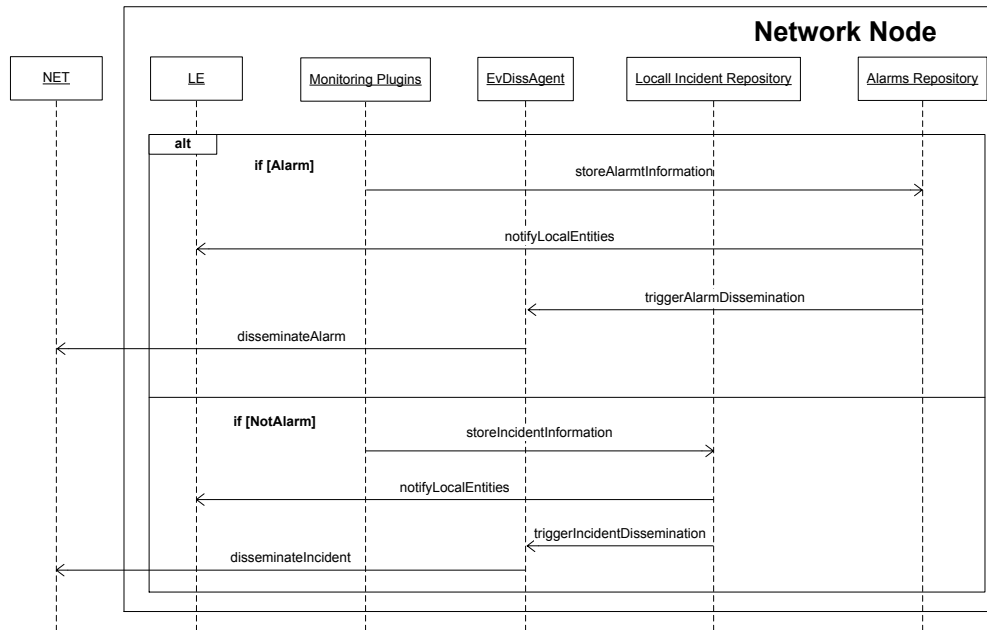 Network Node
NET
LE
Monitoring Plugins
EvDissAgent
Locall Incident Repository
Alarms Repository
alt
if [Alarm]
storeAlarmtInformation
notifyLocalEntities
triggerAlarmDissemination
disseminateAlarm
if [NotAlarm]
storeIncidentInformation
notifyLocalEntities
triggerIncidentDissemination
disseminateIncident